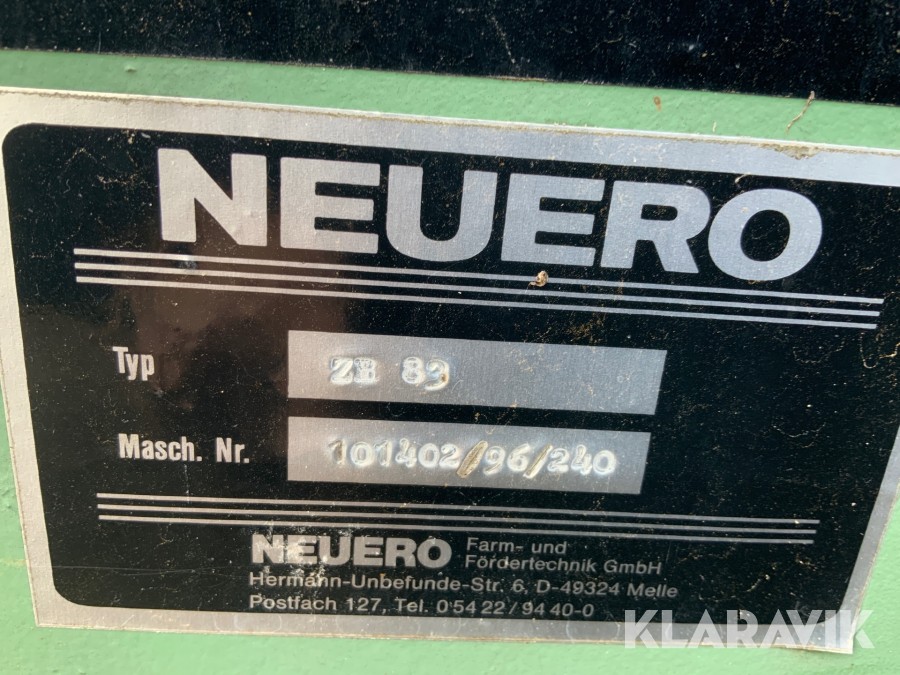 NEUERO
Typ ZE 83
Masch. Nr. 101402/96/240
NEUERO Farm- und
Fördertechnik GmbH
Hermann-Unbefunde-Str. 6, D-49324 Melle
Postfach 127, Tel. 0 54 22 / 94 40-0
KLARAVIK